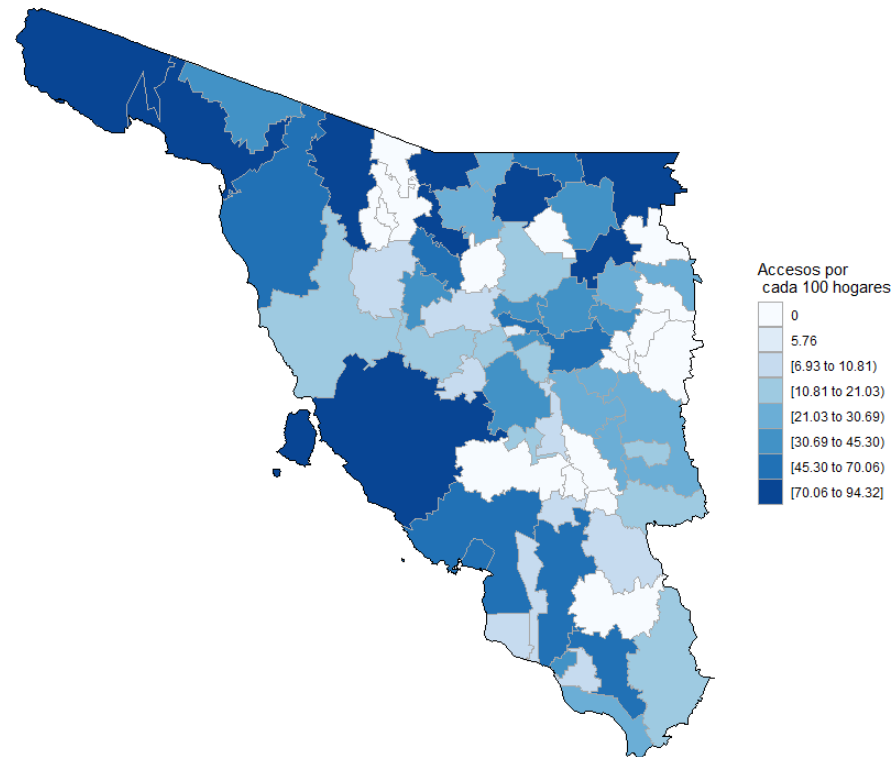 Accesos por
cada 100 hogares
0
5.76
[6.93 to 10.81)
[10.81 to 21.03)
[21.03 to 30.69)
[30.69 to 45.30)
[45.30 to 70.06)
[70.06 to 94.32]